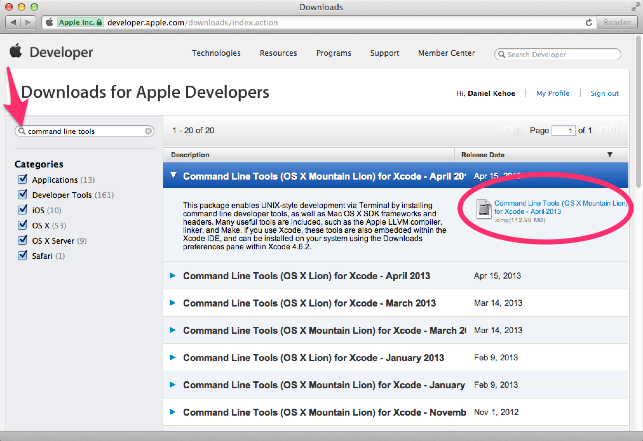 Downloads
Apple Inc. developer.apple.com/downloads/index.action Reader
Developer Technologies Resources Programs Support Member Center Search Developer
Downloads for Apple Developers Hi, Daniel Kehoe My Profile Sign out
command line tools
1 - 20 of 20 Page 1 of 1
Description Release Date
Categories
Applications (13)
Developer Tools (161)
iOS (10)
OS X (53)
OS X Server (9)
Safari (1)
Command Line Tools (OS X Mountain Lion) for Xcode - April 201 Apr 15, 2013
This package enables UNIX-style development via Terminal by installing
command line developer tools, as well as Mac OS X SDK frameworks and
headers. Many useful tools are included, such as the Apple LLVM compiler,
linker, and Make. If you use Xcode, these tools are also embedded within the
Xcode IDE, and can be installed on your system using the Downloads
preferences pane within Xcode 4.6.2.
Command Line Tools (OS X Mountain Lion)
for Xcode - April 2013
.dmg(112.96 MB)
Command Line Tools (OS X Lion) for Xcode - April 2013 Apr 15, 2013
Command Line Tools (OS X Lion) for Xcode - March 2013 Mar 14, 2013
Command Line Tools (OS X Mountain Lion) for Xcode - March 2 Mar 14, 2013
Command Line Tools (OS X Lion) for Xcode - January 2013 Feb 9, 2013
Command Line Tools (OS X Mountain Lion) for Xcode - January Feb 9, 2013
Command Line Tools (OS X Mountain Lion) for Xcode - Novemb Nov 1, 2012